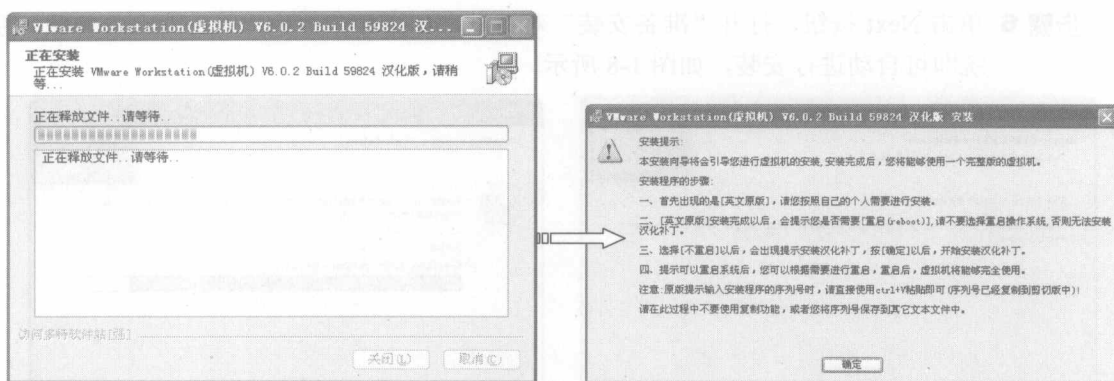 VMware Workstation(虚拟机) V6.0.2 Build 59824 汉...
正在安装
正在安装 VMware Workstation(虚拟机) V6.0.2 Build 59824 汉化版，请稍
等...
正在释放文件..请等待..
正在释放文件..请等待..
访问多特软件站[强]
关闭(L)
取消(C)
VMware Workstation(虚拟机) V6.0.2 Build 59824 汉化版 安装
安装提示:
本安装向导将会引导您进行虚拟机的安装,安装完成后，您将能够使用一个完整版的虚拟机。
安装程序的步骤:
一、首先出现的是[英文原版]，请您按照自己的个人需要进行安装。
二、[英文原版]安装完成以后，会提示您是否需要[重启(reboot)],请不要选择重启操作系统,否则无法安装
汉化补丁。
三、选择[不重启]以后，会出现提示安装汉化补丁，按[确定]以后，开始安装汉化补丁。
四、提示可以重启系统后，您可以根据需要进行重启，重启后，虚拟机将能够完全使用。
注意:原版提示输入安装程序的序列号时，请直接使用ctrl+V粘贴即可(序列号已经复制到剪切版中)!
请在此过程中不要使用复制功能，或者您将序列号保存到其它文本文件中。
确定